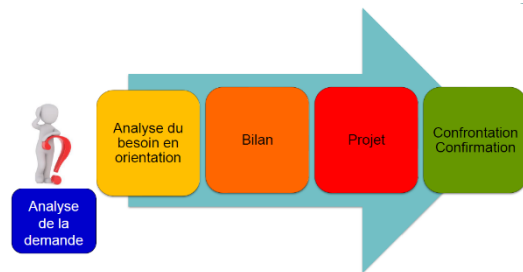 Analyse de la demande
Analyse du besoin en orientation
Bilan
Projet
Confrontation
Confirmation